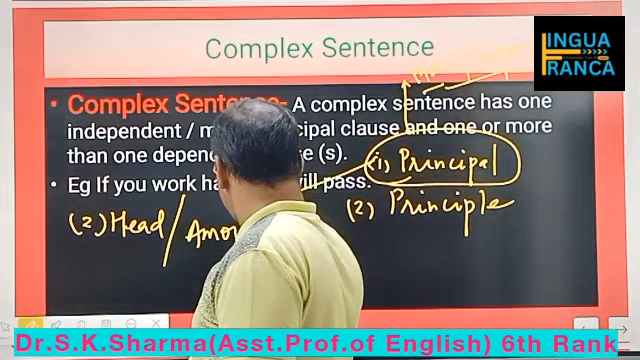 Complex Sentence
LINGUA
FRANCA
• Complex Sentence- A complex sentence has one
independent / m cipal clause and one or more
than one depen e (s).
(1) Principal
• Eg If you work ha ill pass.
(2) Principle
(2) Head / Amo
Dr.S.K.Sharma(Asst.Prof.of English) 6th Rank